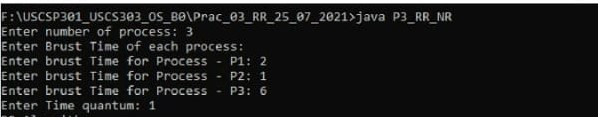 F:\USCSP301_USCS303_OS_B0\Prac_03_RR_25_07_2021>java P3_RR_NR
Enter number of process: 3
Enter Brust Time of each process:
Enter brust Time for Process - P1: 2
Enter brust Time for Process - P2: 1
Enter brust Time for Process - P3: 6
Enter Time quantum: 1